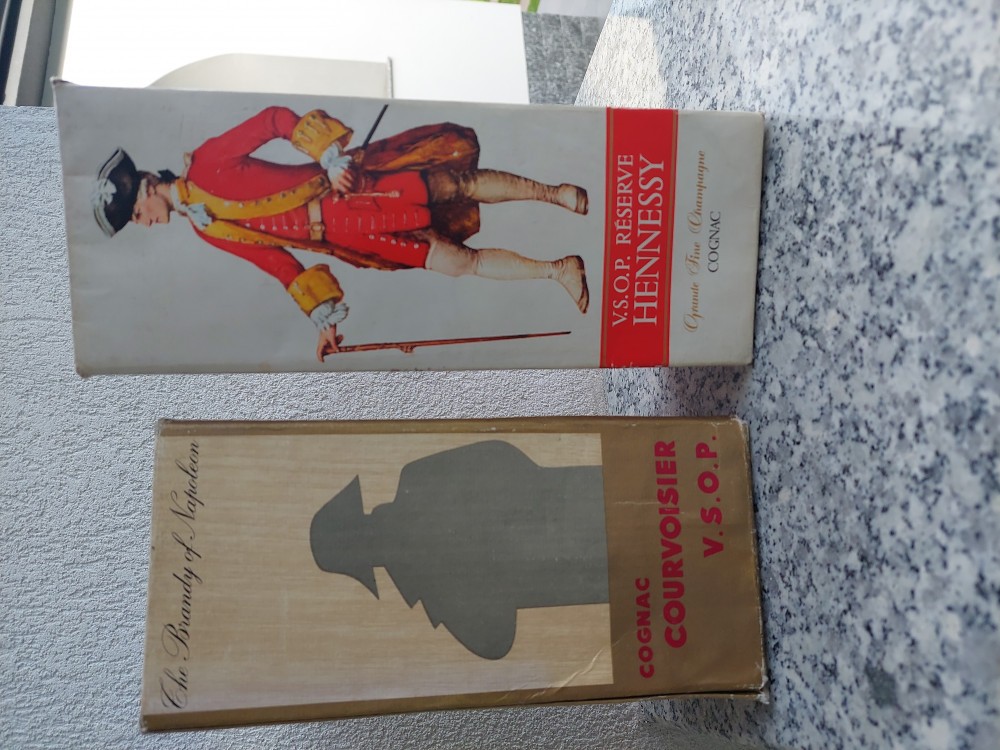 The Brandy of Napoleon
COGNAC
COURVOISIER
V.S.O.P.
V.S.O.P. RÉSERVE
HENNESSY
Grande Fine Champagne
COGNAC